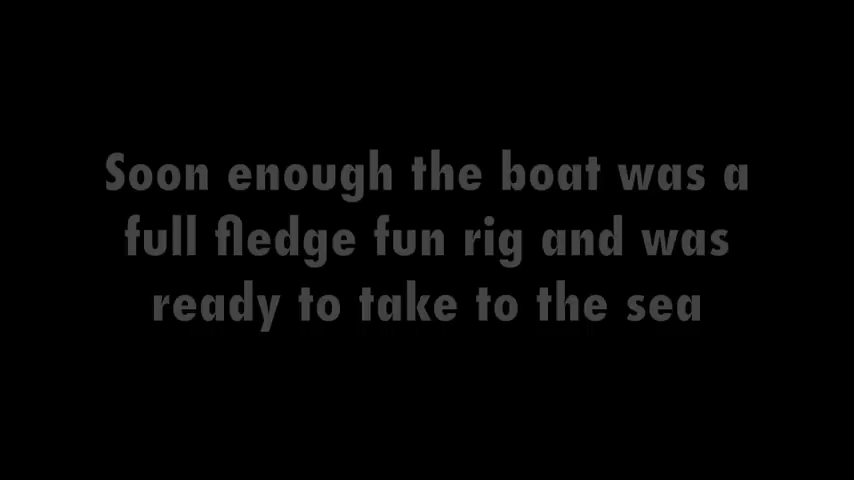 Soon enough the boat was a
full fledge fun rig and was
ready to take to the sea